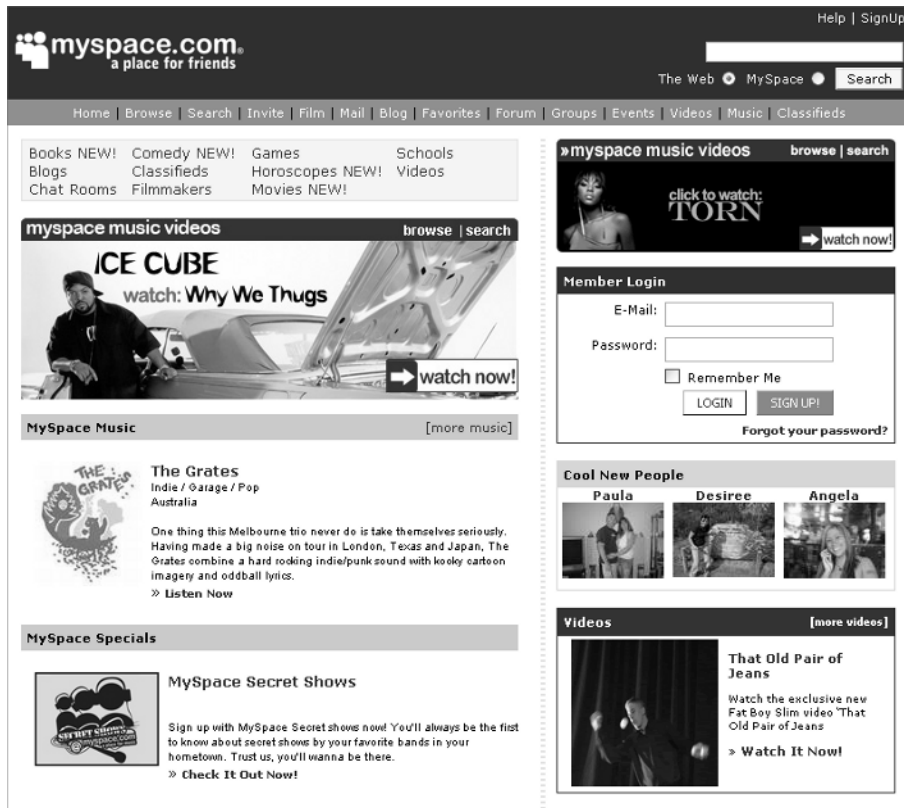 Help | SignUp
myspace.com®
a place for friends
The Web MySpace Search
Home | Browse | Search | Invite | Film | Mail | Blog | Favorites | Forum | Groups | Events | Videos | Music | Classifieds
Books NEW! Comedy NEW! Games Schools
Blogs Classifieds Horoscopes NEW! Videos
Chat Rooms Filmmakers Movies NEW!
myspace music videos browse | search
ICE CUBE
watch: Why We Thugs
watch now!
MySpace Music [more music]
THE GRATES
The Grates
Indie / Garage / Pop
Australia
One thing this Melbourne trio never do is take themselves seriously.
Having made a big noise on tour in London, Texas and Japan, The
Grates combine a hard rocking indie/punk sound with kooky cartoon
imagery and oddball lyrics.
» Listen Now
MySpace Specials
SECRET SHOWS
myspace.com
MySpace Secret Shows
Sign up with MySpace Secret shows now! You'll always be the first
to know about secret shows by your favorite bands in your
hometown. Trust us, you'll wanna be there.
» Check It Out Now!
»myspace music videos browse | search
click to watch:
TORN
watch now!
Member Login
E-Mail:
Password:
Remember Me
LOGIN SIGN UP!
Forgot your password?
Cool New People
Paula Desiree Angela
Videos [more videos]
That Old Pair of
Jeans
Watch the exclusive new
Fat Boy Slim video 'That
Old Pair of Jeans
» Watch It Now!